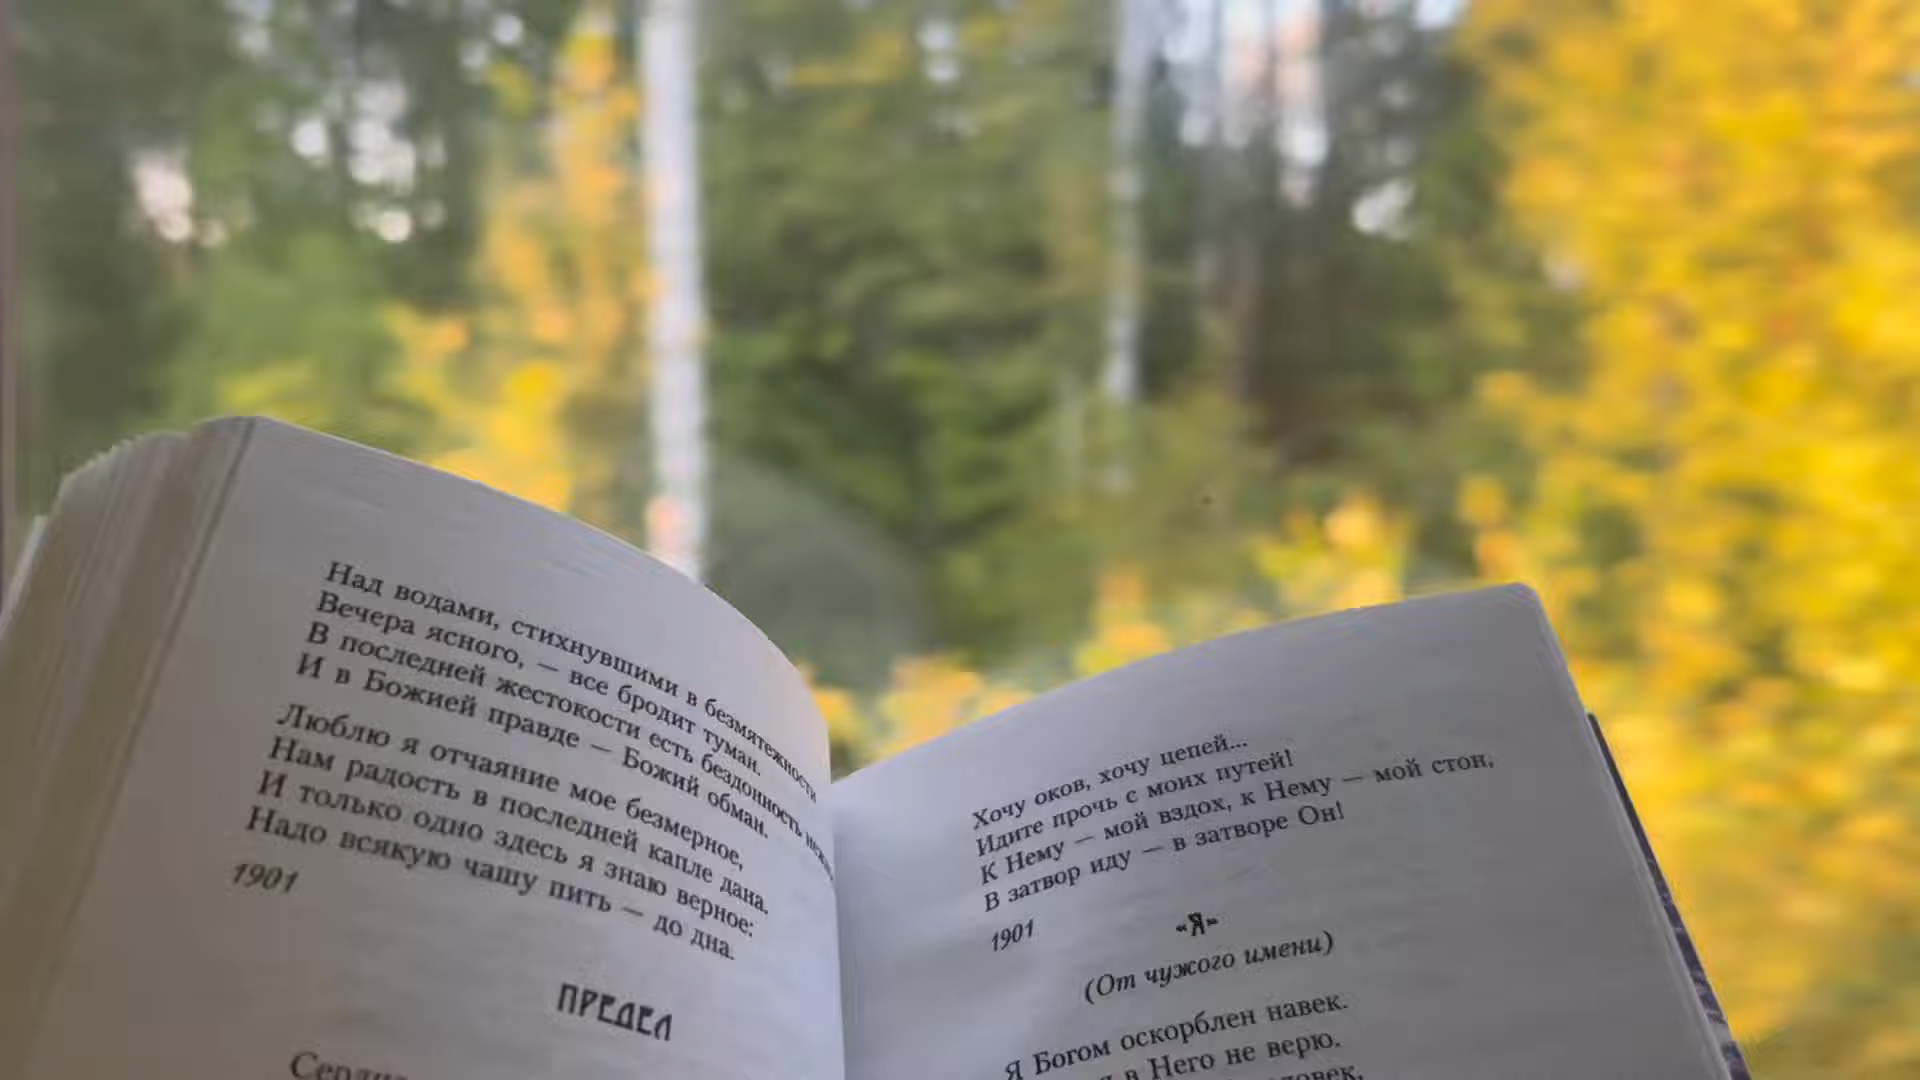 Над водами, стихнувшими в безмятежности
Вечера ясного, — все бродит туман.
В последней жестокости есть бездонность
И в Божией правде — Божий обман.
Люблю я отчаяние мое безмерное,
Нам радость в последней капле дана.
И только одно здесь я знаю верное:
Надо всякую чашу пить — до дна.
1901
ПРЕДЕЛ
Хочу оков, хочу цепей...
Идите прочь с моих путей!
К Нему — мой вздох, к Нему — мой стон,
В затвор иду — в затворе Он!
1901
«Я»
(От чужого имени)
Я Богом оскорблен навек.
в Него не верю.